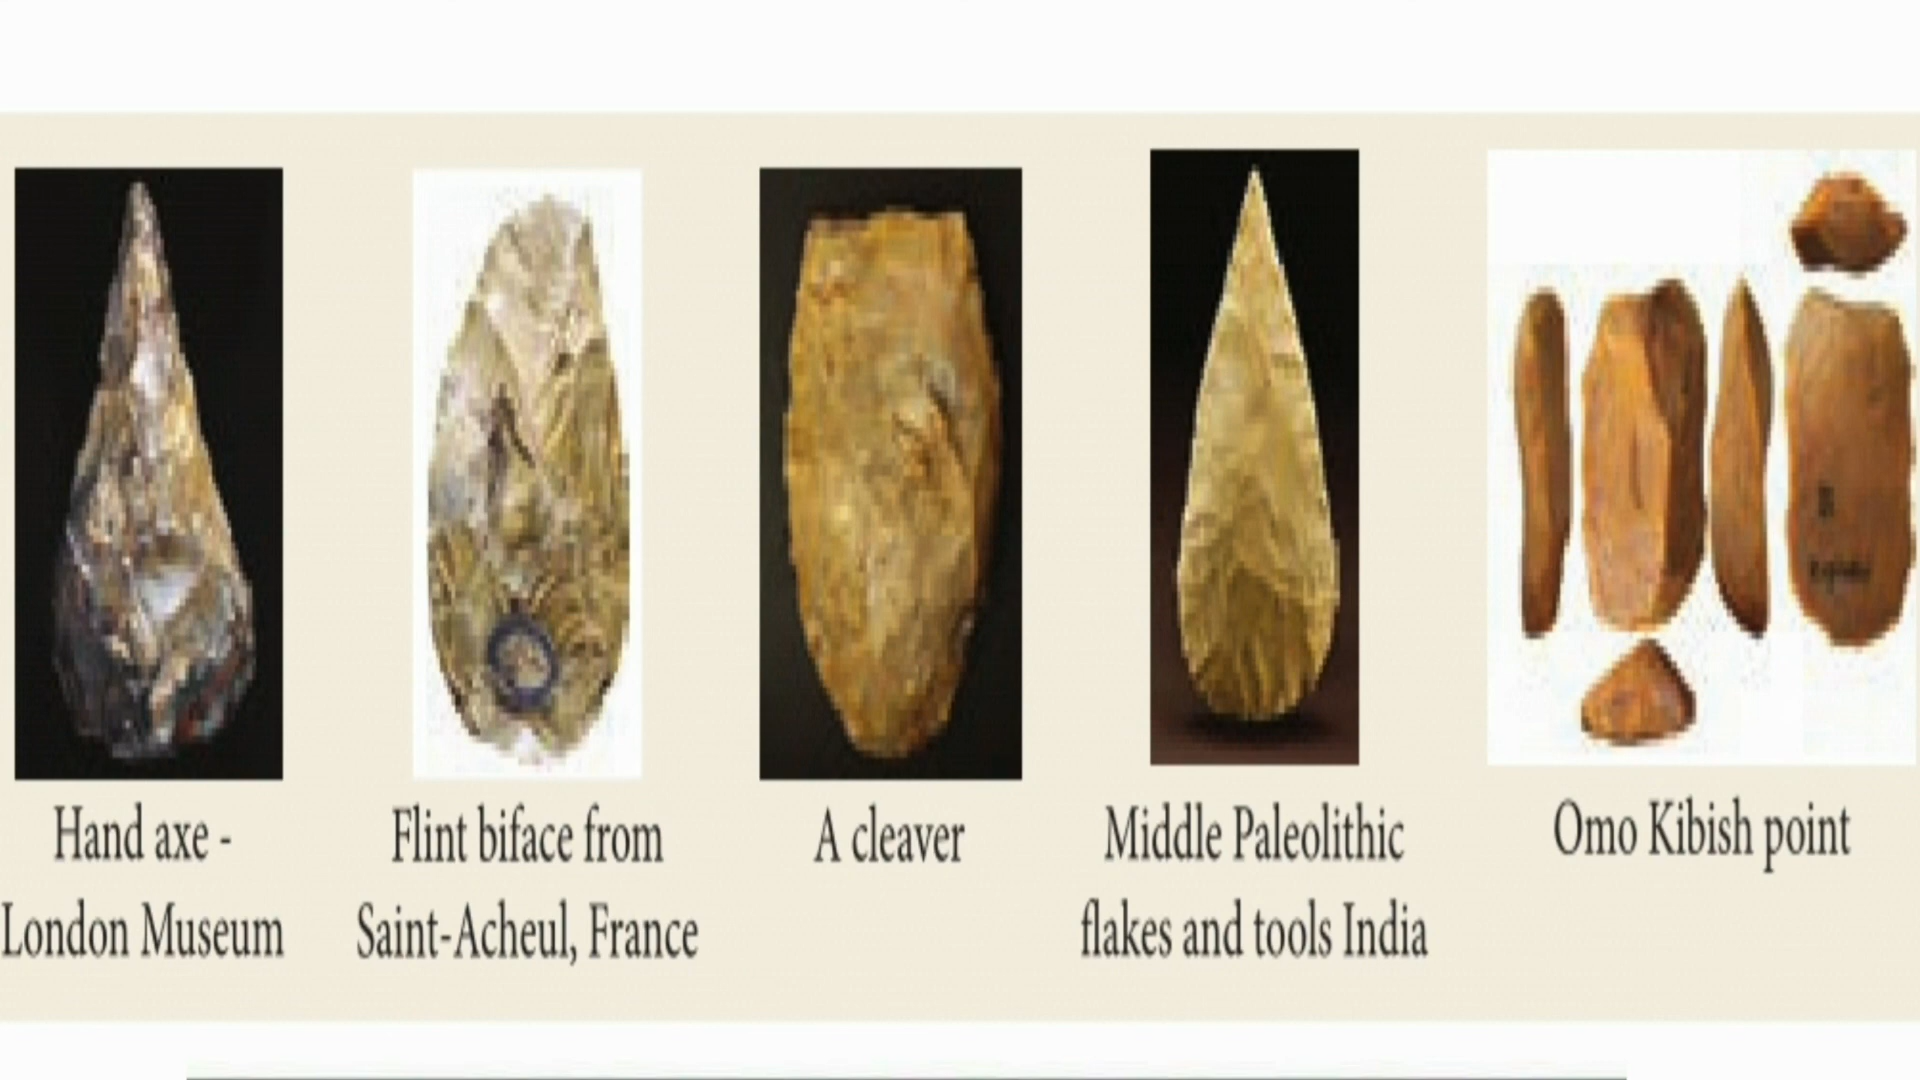 Hand axe -
London Museum
Flint biface from
Saint-Acheul, France
A cleaver
Middle Paleolithic
flakes and tools India
Omo Kibish point